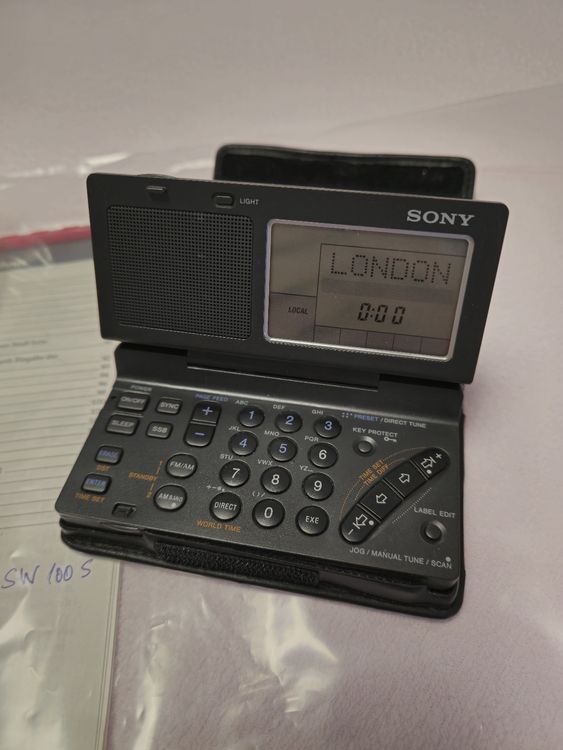 LIGHT
SONY
LONDON
LOCAL
0:00
POWER
ON/OFF
SYNC
PAGE FEED
ABC
DEF
GHI
PRESET / DIRECT TUNE
+
1
2
3
SLEEP
SSB
−
JKL
MNO
PQR
KEY PROTECT
4
5
6
ERASE
DST
STANDBY
FM/AM
STU
VWX
YZ
7
8
9
TIME SET
TIME DIFF
+
ENTER
TIME SET
1
2
DIRECT
( ) /
0
EXE
LABEL EDIT
−
WORLD TIME
JOG / MANUAL TUNE / SCAN
SW 100 S